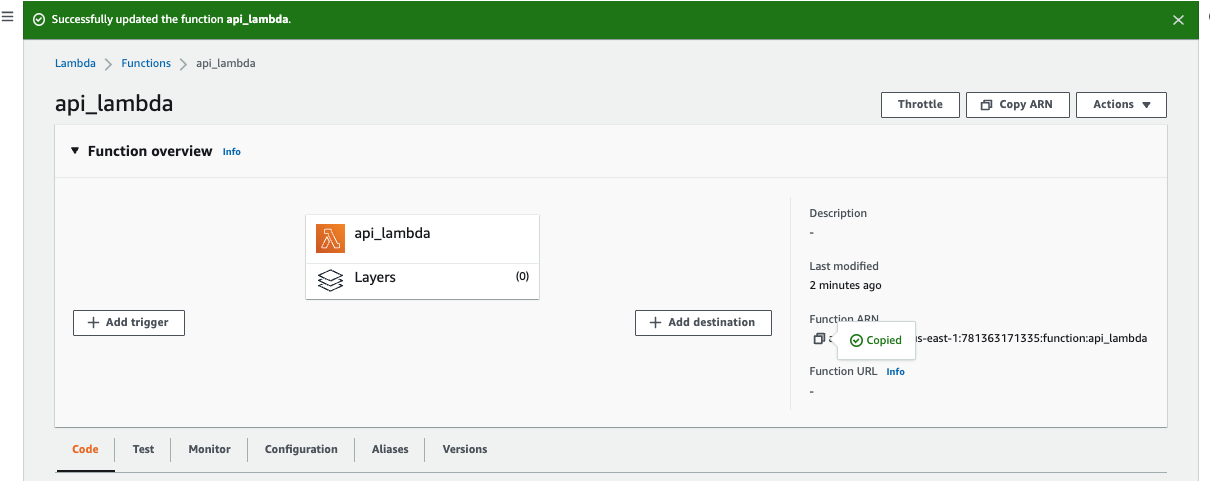 Successfully updated the function api_lambda.
Lambda > Functions > api_lambda
api_lambda
Throttle
Copy ARN
Actions
Function overview Info
api_lambda
Layers (0)
Add trigger
Add destination
Description
-
Last modified
2 minutes ago
Function ARN
Copied
s-east-1:781363171335:function:api_lambda
Function URL Info
-
Code Test Monitor Configuration Aliases Versions